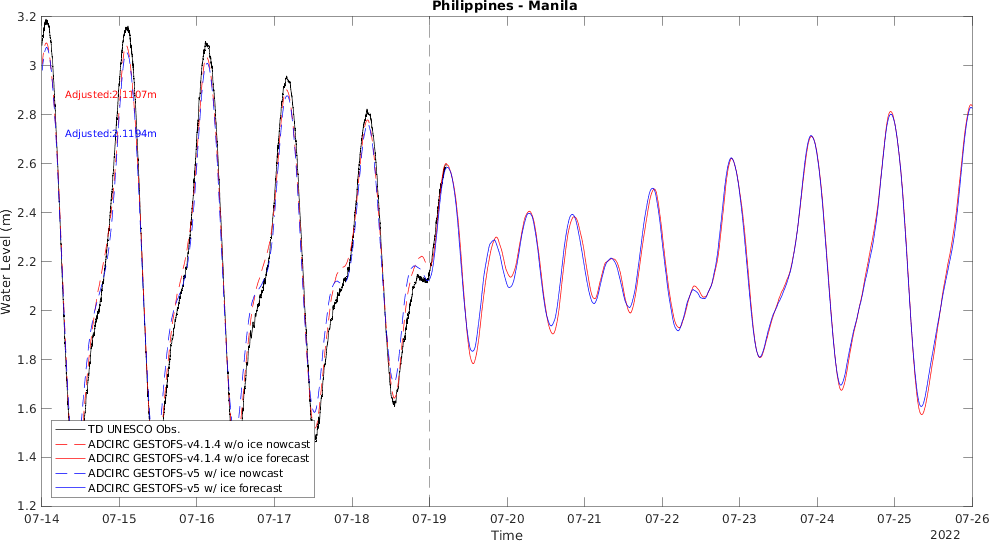 Philippines - Manila
3.2
3
2.8
2.6
2.4
2.2
2
1.8
1.6
1.4
1.2
Water Level (m)
Adjusted:2.1107m
Adjusted:2.1194m
TD UNESCO Obs.
ADCIRC GESTOFS-v4.1.4 w/o ice nowcast
ADCIRC GESTOFS-v4.1.4 w/o ice forecast
ADCIRC GESTOFS-v5 w/ ice nowcast
ADCIRC GESTOFS-v5 w/ ice forecast
07-14 07-15 07-16 07-17 07-18 07-19 07-20 07-21 07-22 07-23 07-24 07-25 07-26
Time
2022